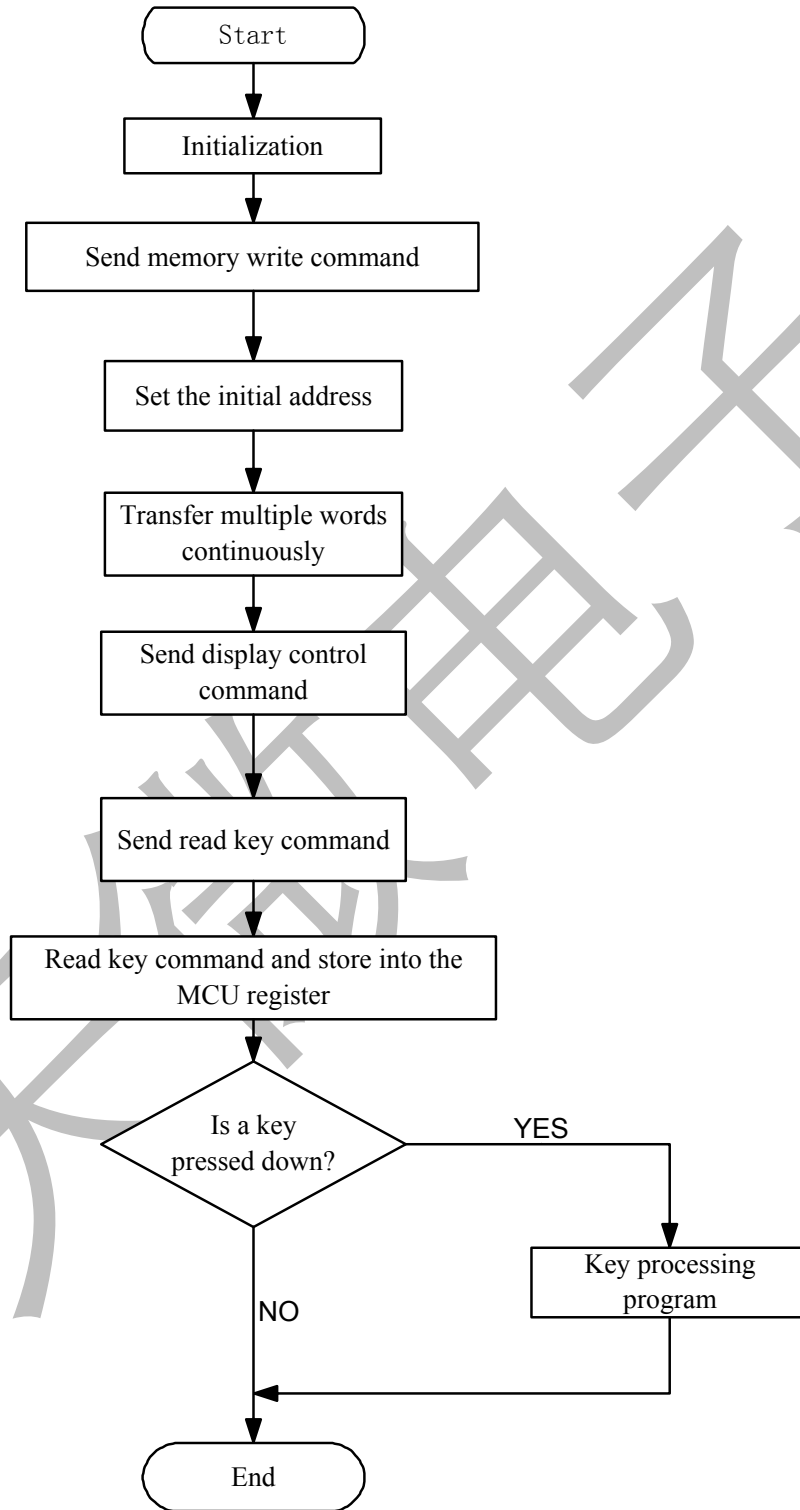 Start
Initialization
Send memory write command
Set the initial address
Transfer multiple words
continuously
Send display control
command
Send read key command
Read key command and store into the
MCU register
Is a key
pressed down?
YES
Key processing
program
NO
End